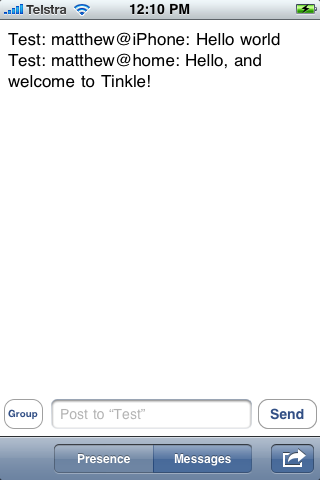 Telstra 12:10 PM
Test: matthew@iPhone: Hello world
Test: matthew@home: Hello, and
welcome to Tinkle!
Group Post to “Test” Send
Presence Messages